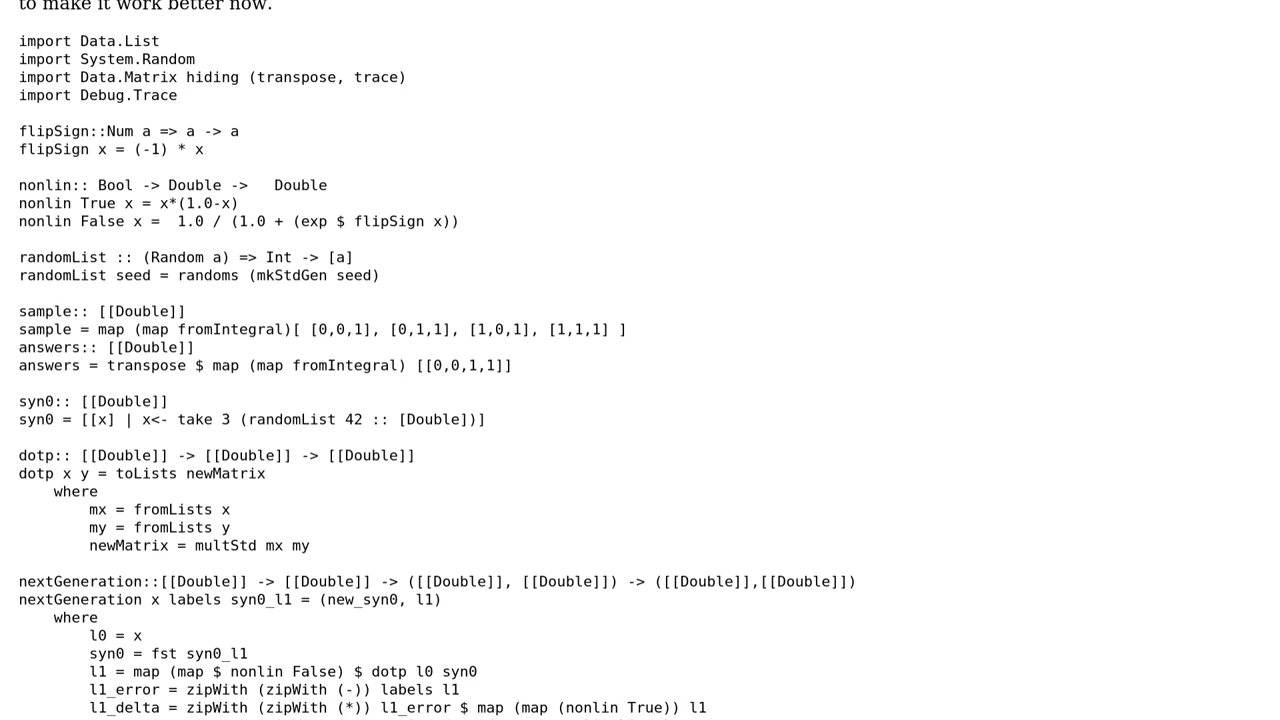 to make it work better now.
import Data.List
import System.Random
import Data.Matrix hiding (transpose, trace)
import Debug.Trace
flipSign::Num a => a -> a
flipSign x = (-1) * x
nonlin:: Bool -> Double ->   Double
nonlin True x = x*(1.0-x)
nonlin False x =  1.0 / (1.0 + (exp $ flipSign x))
randomList :: (Random a) => Int -> [a]
randomList seed = randoms (mkStdGen seed)
sample:: [[Double]]
sample = map (map fromIntegral)[ [0,0,1], [0,1,1], [1,0,1], [1,1,1] ]
answers:: [[Double]]
answers = transpose $ map (map fromIntegral) [[0,0,1,1]]
syn0:: [[Double]]
syn0 = [[x] | x<- take 3 (randomList 42 :: [Double])]
dotp:: [[Double]] -> [[Double]] -> [[Double]]
dotp x y = toLists newMatrix
    where
        mx = fromLists x
        my = fromLists y
        newMatrix = multStd mx my
nextGeneration::[[Double]] -> [[Double]] -> ([[Double]], [[Double]]) -> ([[Double]],[[Double]])
nextGeneration x labels syn0_l1 = (new_syn0, l1)
    where
        l0 = x
        syn0 = fst syn0_l1
        l1 = map (map $ nonlin False) $ dotp l0 syn0
        l1_error = zipWith (zipWith (-)) labels l1
        l1_delta = zipWith (zipWith (*)) l1_error $ map (map (nonlin True)) l1